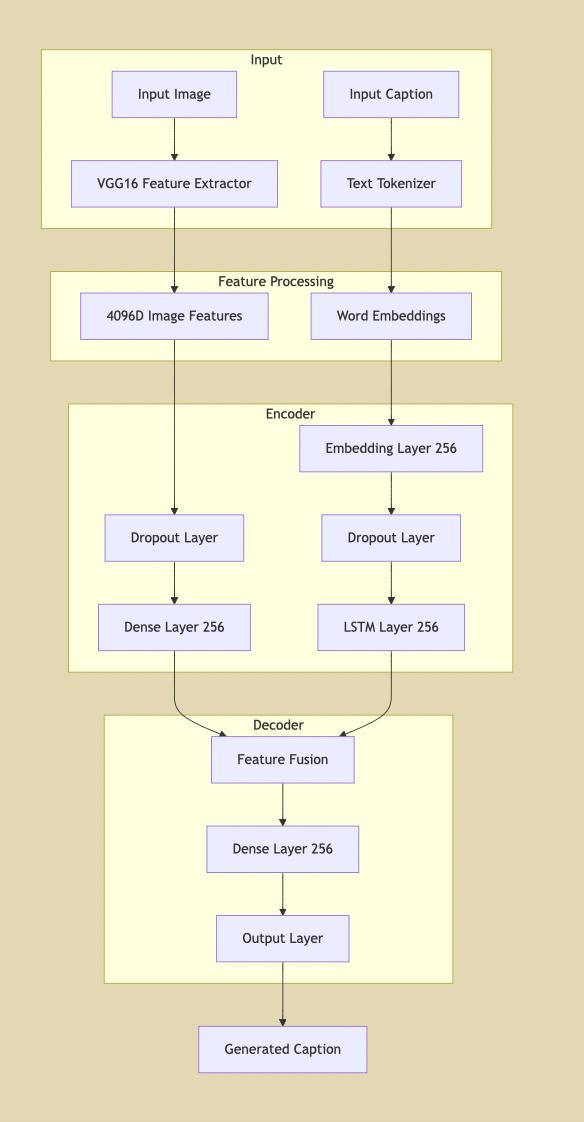 Input
Input Image
Input Caption
VGG16 Feature Extractor
Text Tokenizer
Feature Processing
4096D Image Features
Word Embeddings
Encoder
Embedding Layer 256
Dropout Layer
Dropout Layer
Dense Layer 256
LSTM Layer 256
Decoder
Feature Fusion
Dense Layer 256
Output Layer
Generated Caption